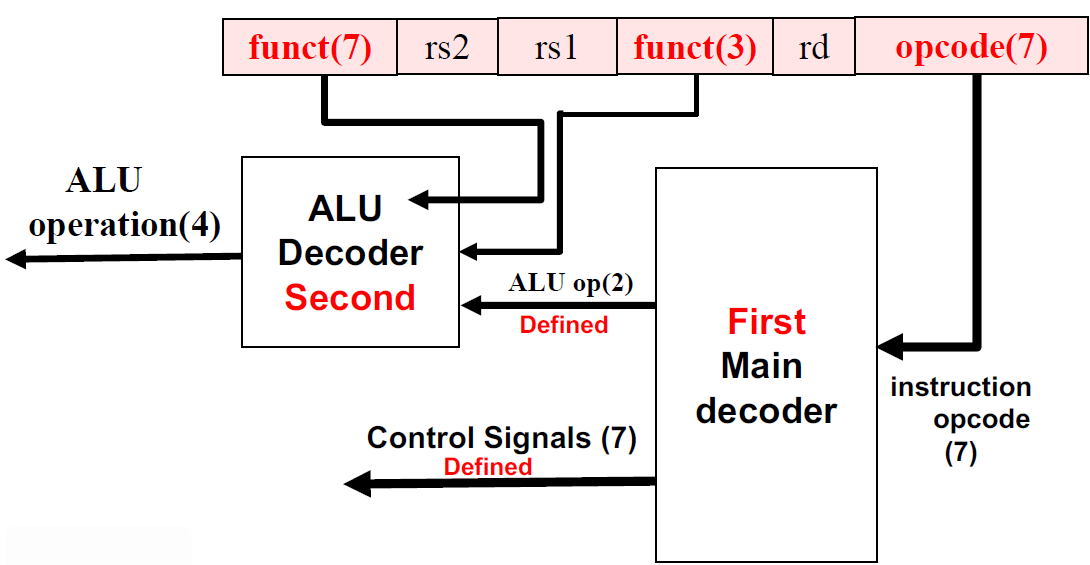 funct(7) rs2 rs1 funct(3) rd opcode(7)
ALU
operation(4)
ALU
Decoder
Second
ALU op(2)
Defined
First
Main
decoder
instruction
opcode
(7)
Control Signals (7)
Defined